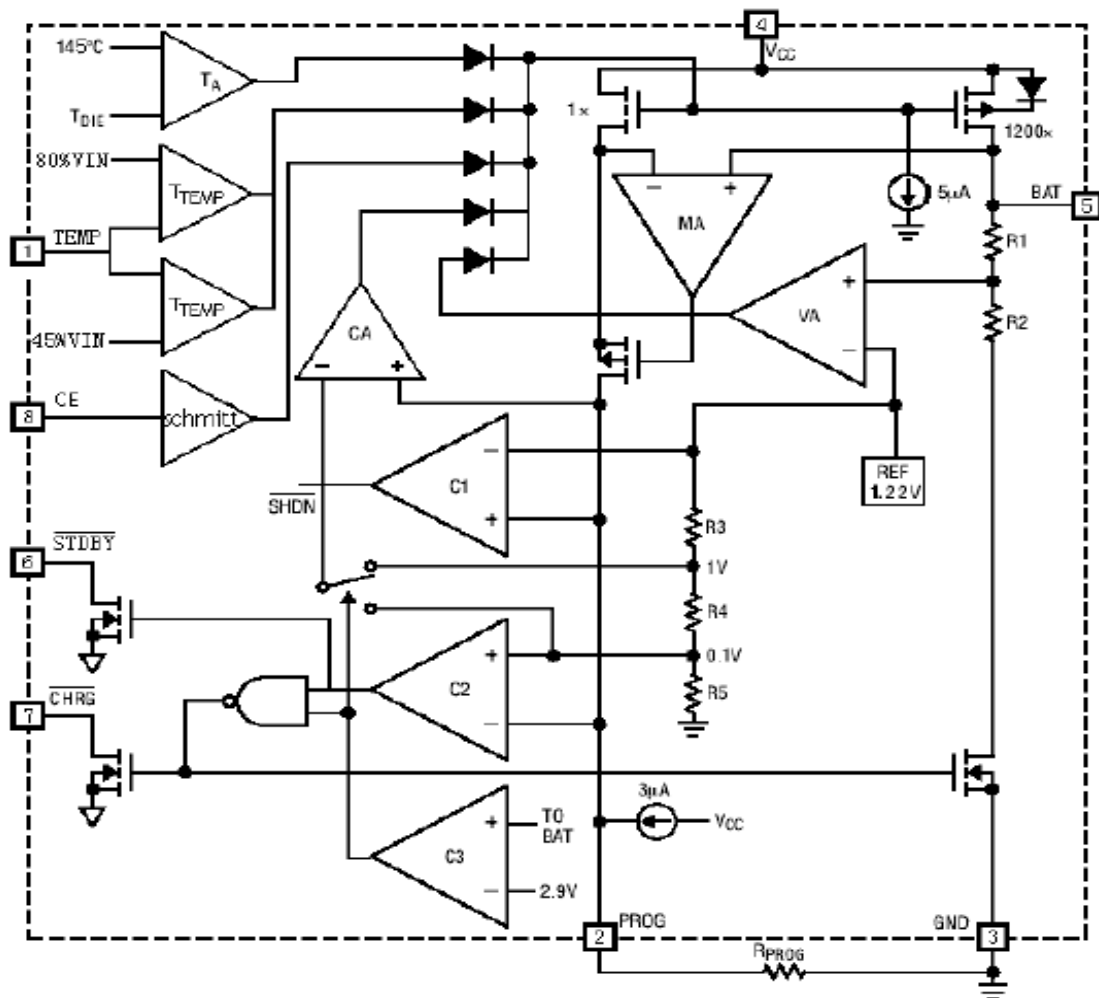 4
VCC
145°C
TA
TDIE
1×
1200×
80%VIN
TTEMP
5μA
BAT
5
1
TEMP
− +
MA
R1
TTEMP
+
VA
−
R2
45%VIN
CA
− +
8
CE
schmitt
−
C1
+
SHDN
REF
1.22V
R3
STDBY
6
1V
R4
+
C2
−
0.1V
R5
CHRG
7
3μA
VCC
+
C3
−
TO
BAT
2.9V
2
PROG
GND
3
RPROG